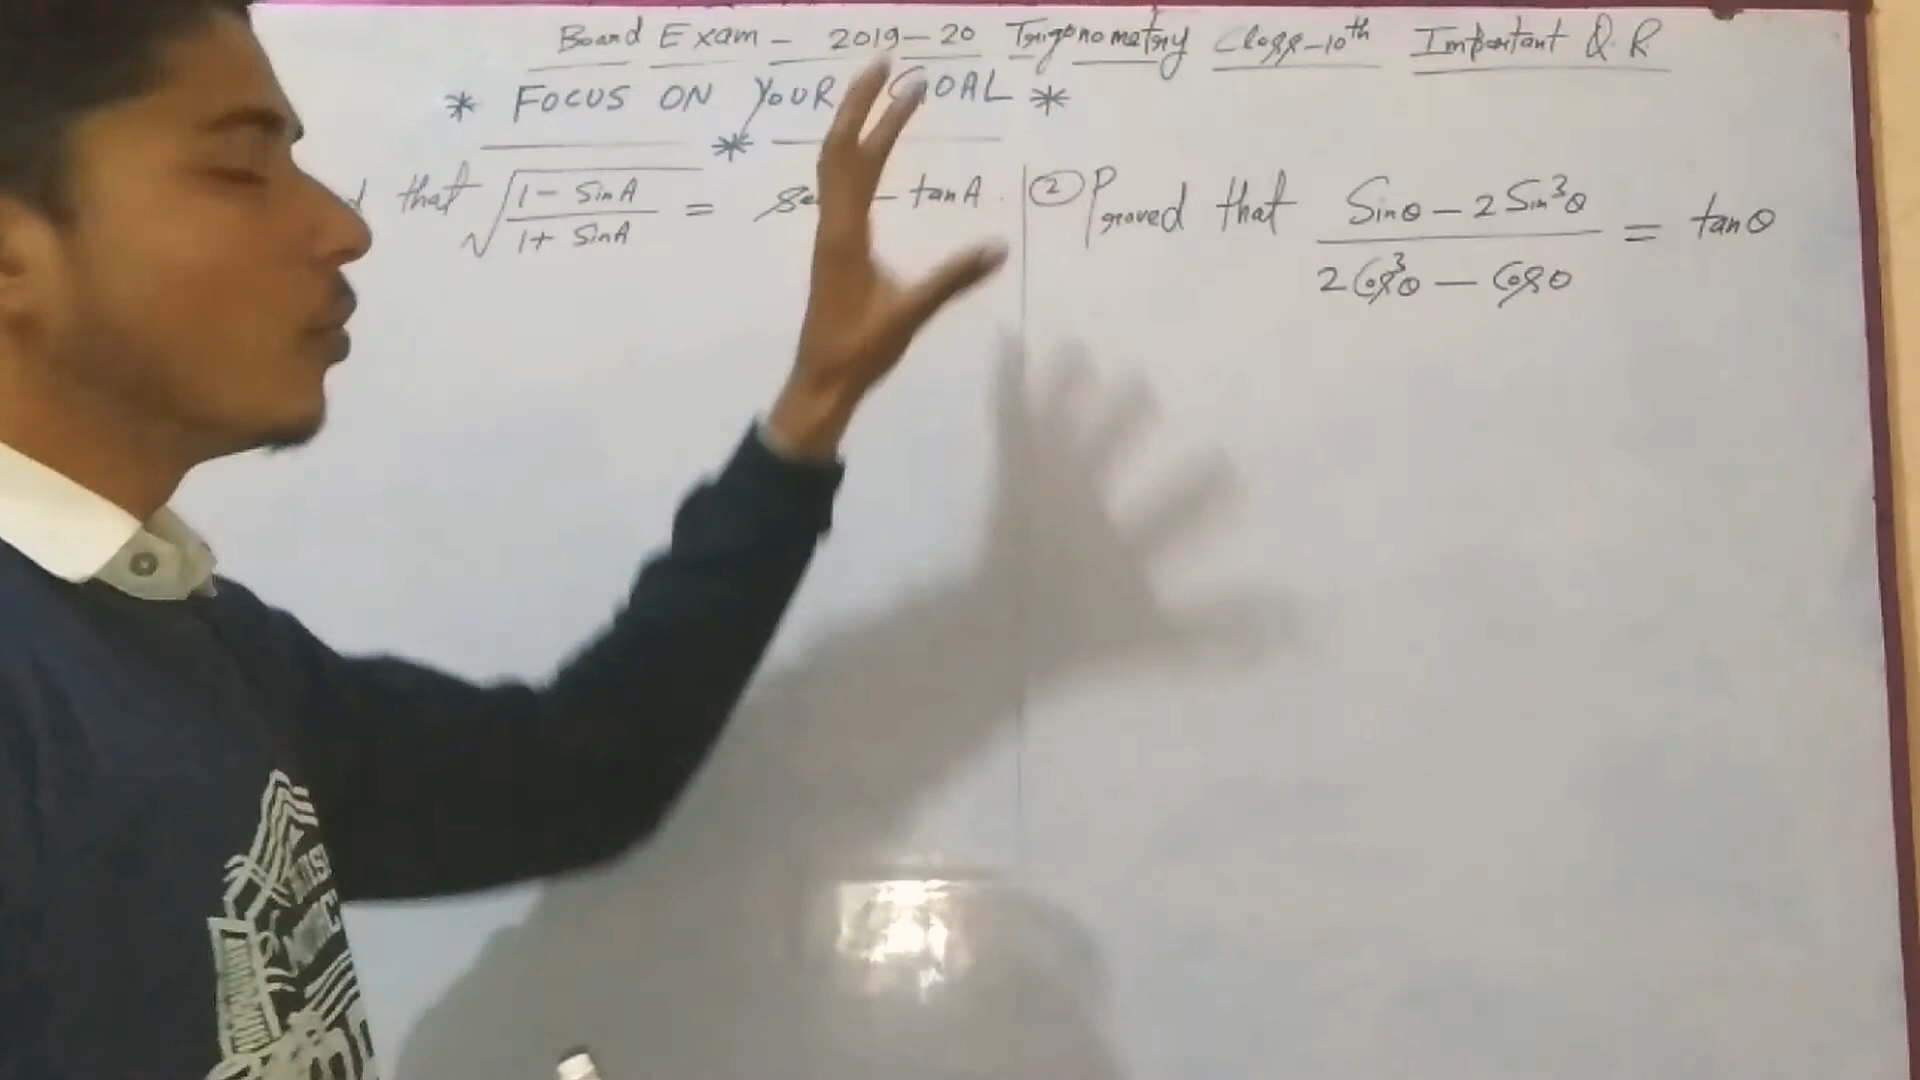 Board Exam - 2019-20 Trigonometry Class-10th Important Q.R
* FOCUS ON YOUR GOAL *
*
that √((1 - SinA)/(1 + SinA)) = - tanA.
② Proved that (Sinθ - 2Sin³θ)/(2Cos³θ - Cosθ) = tanθ